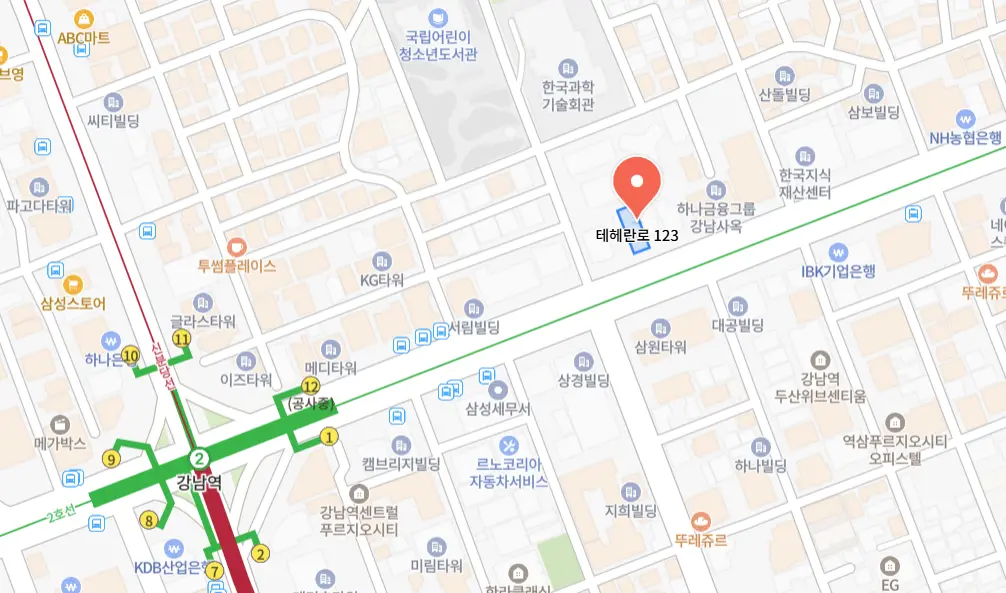 ABC마트
브영
국립어린이
청소년도서관
한국과학
기술회관
산돌빌딩
삼보빌딩
씨티빌딩
NH농협은행
파고다타워
한국지식
재산센터
하나금융그룹
강남사옥
테헤란로 123
네이
스트
투썸플레이스
KG타워
IBK기업은행
뚜레쥬르
삼성스토어
글라스타워
서림빌딩
대공빌딩
11
10
하나은행
신분당선
이즈타워
메디타워
삼원타워
상경빌딩
강남역
두산위브센티움
12
(공사중)
삼성세무서
메가박스
1
9
2
강남역
캠브리지빌딩
르노코리아
자동차서비스
하나빌딩
역삼푸르지오시티
오피스텔
2호선
8
강남역센트럴
푸르지오시티
지희빌딩
뚜레쥬르
KDB산업은행
2
7
미림타워
한라클래식
EG